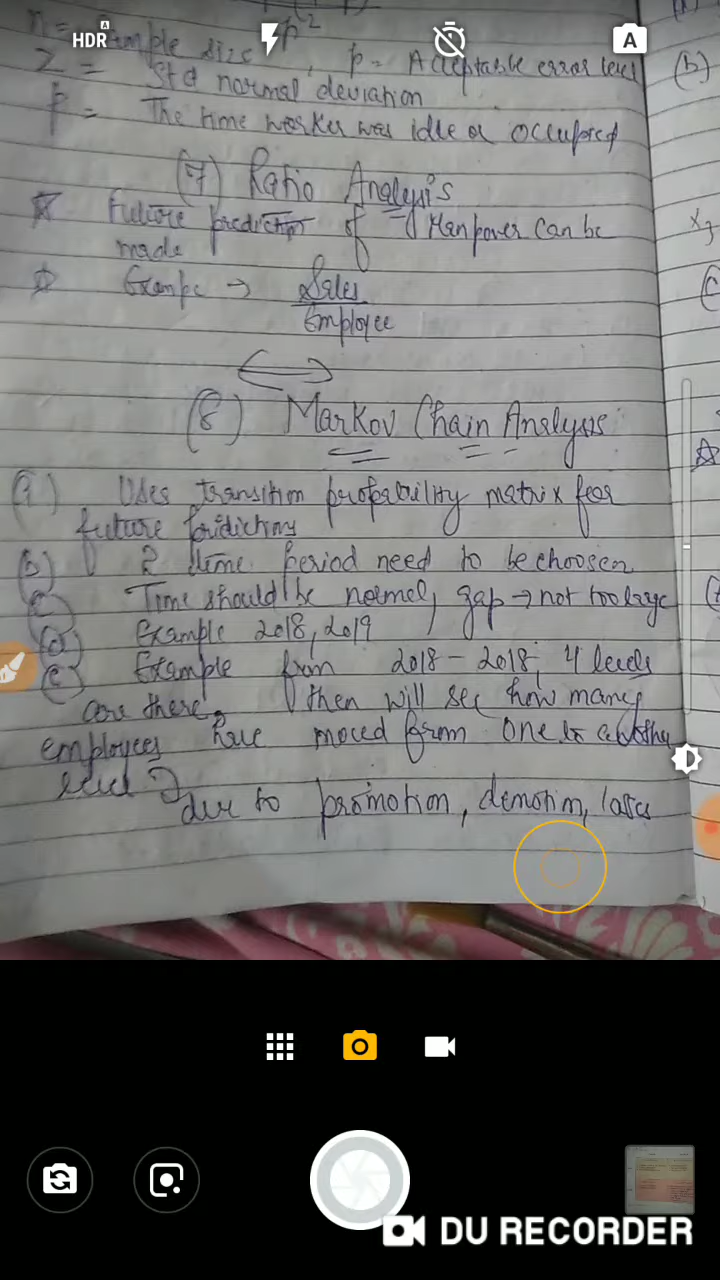 HDR A
A
n = sample size p2
Z = Std normal deviation, p = Acceptable error level
p = The time worker was idle or occupied
(7) Ratio Analysis
☆ Future prediction of Manpower can be
made
☆ Exampe → Sales
Employee
(8) Markov Chain Analysis
(a) Uses transition probability matrix for
future
(b) 2 time period need to be choosen
(c) Time should be normal, gap → not too large
(d) Example 2018, 2019
(e) Example from 2018 - 2018, 4 levels
are there. then will see how many
employees have moved from one to another
level
due to promotion, demotion,
(b)
DU RECORDER